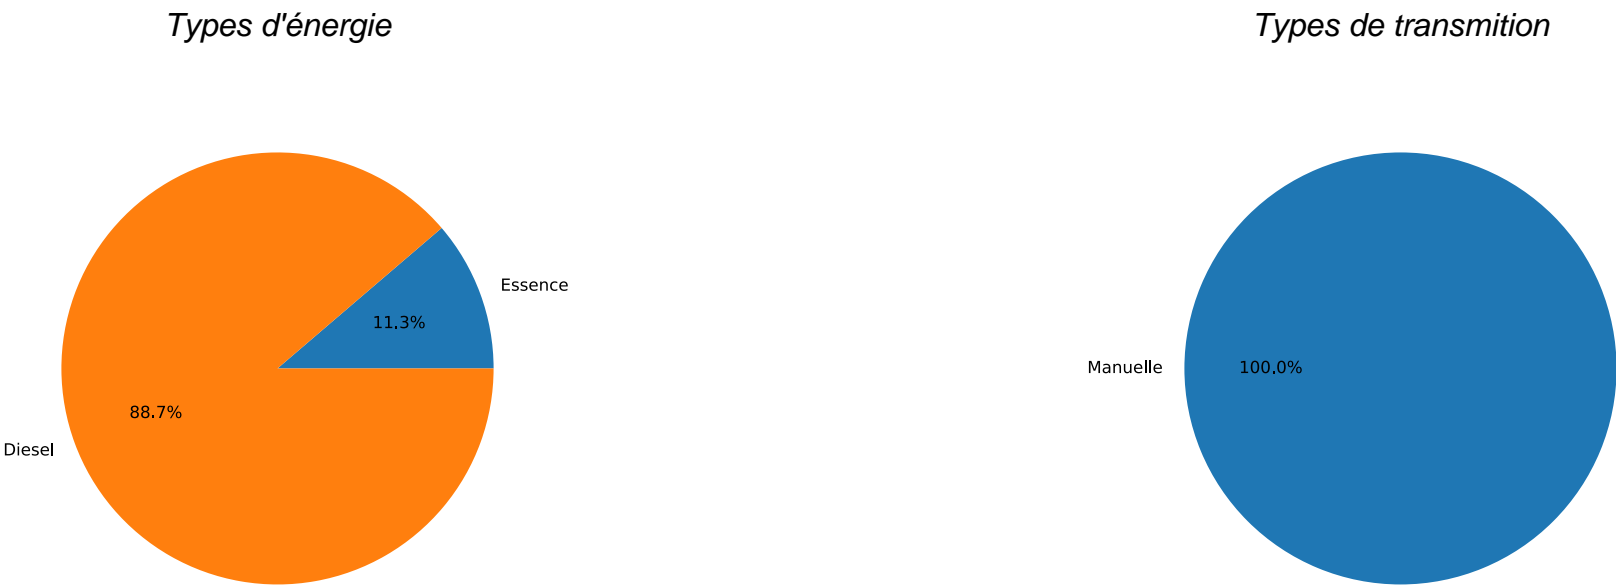 Types d'énergie
Types de transmition
Essence
11.3%
Manuelle
100.0%
88.7%
Diesel